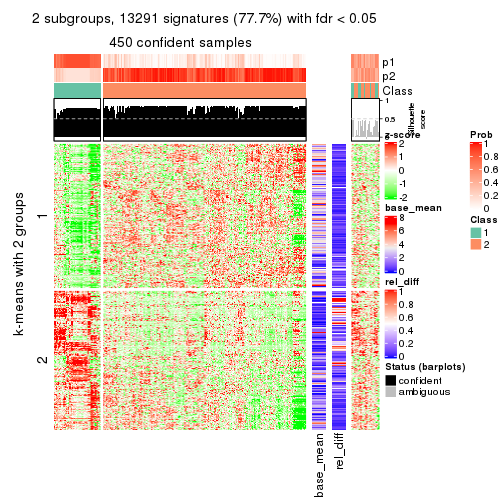 2 subgroups, 13291 signatures (77.7%) with fdr < 0.05
450 confident samples
p1
p2
Class
1
0.5
0
Silhouette
score
k-means with 2 groups
1
2
base_mean
rel_diff
z-score
2
1
0
-1
-2
base_mean
8
6
4
2
0
rel_diff
1
0.8
0.6
0.4
0.2
0
Status (barplots)
confident
ambiguous
Prob
1
0.8
0.6
0.4
0.2
0
Class
1
2